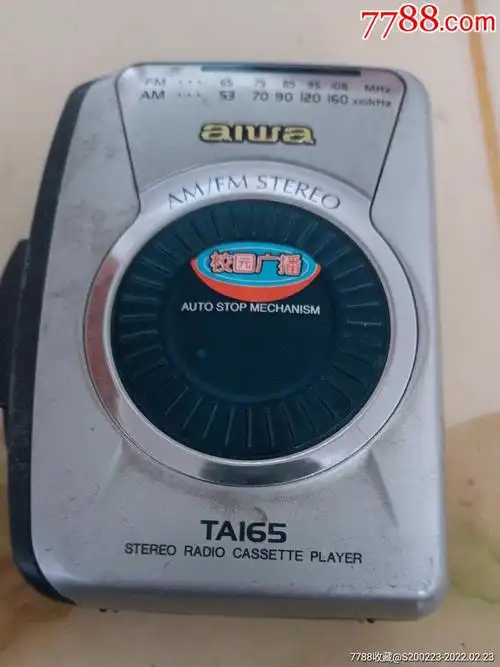 7788.com
FM ••• 65 75 85 95 108 MHz
AM ••• 53 70 90 120 160 x10kHz
aiwa
AM/FM STEREO
校园广播
AUTO STOP MECHANISM
TA165
STEREO RADIO CASSETTE PLAYER
7788收藏@S200223-2022.02.23